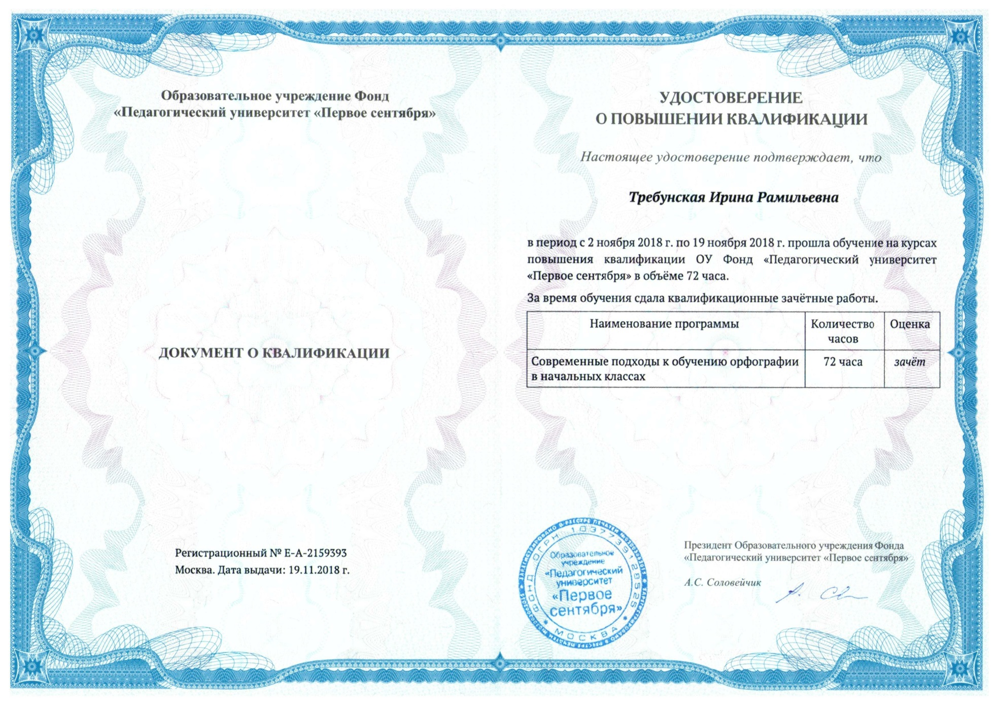 Образовательное учреждение Фонд
«Педагогический университет «Первое сентября»
ДОКУМЕНТ О КВАЛИФИКАЦИИ
Регистрационный № Е-А-2159393
Москва. Дата выдачи: 19.11.2018 г.
УДОСТОВЕРЕНИЕ
О ПОВЫШЕНИИ КВАЛИФИКАЦИИ
Настоящее удостоверение подтверждает, что
Требунская Ирина Рамильевна
в период с 2 ноября 2018 г. по 19 ноября 2018 г. прошла обучение на курсах
повышения квалификации ОУ Фонд «Педагогический университет
«Первое сентября» в объёме 72 часа.
За время обучения сдала квалификационные зачётные работы.
Наименование программы Количество Оценка
часов
Современные подходы к обучению орфографии 72 часа зачёт
в начальных классах
Президент Образовательного учреждения Фонда
«Педагогический университет «Первое сентября»
А.С. Соловейчик
ФОНД ОГРН 1037739128525
Образовательное
учреждение
«Педагогический
университет
«Первое
сентября»
МОСКВА